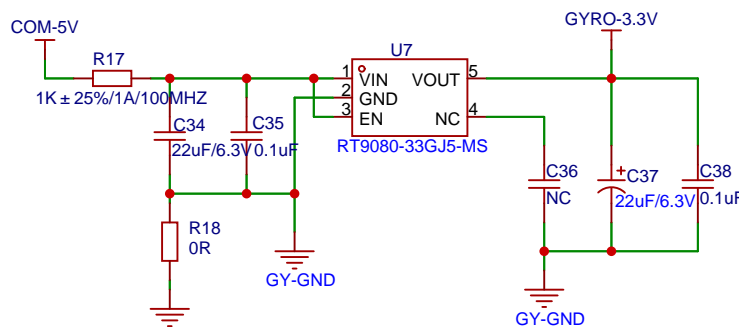 COM-5V
GYRO-3.3V
R17
U7
1 VIN VOUT 5
2 GND
3 EN NC 4
1K±25%/1A/100MHZ
RT9080-33GJ5-MS
C34
22uF/6.3V
C35
0.1uF
C36
NC
C37
22uF/6.3V
C38
0.1uF
R18
0R
GY-GND
GY-GND